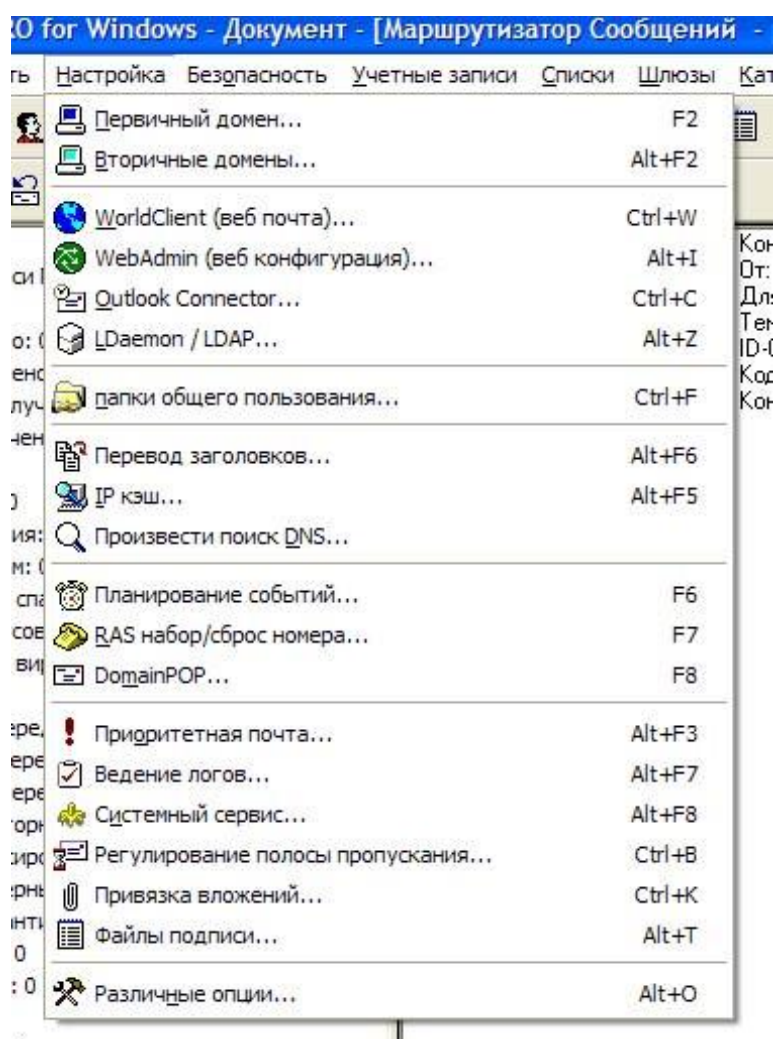 for Windows - Документ - [Маршрутизатор Сообщений -
Настройка Безопасность Учетные записи Списки Шлюзы
Первичный домен... F2
Вторичные домены... Alt+F2
WorldClient (веб почта)... Ctrl+W
WebAdmin (веб конфигурация)... Alt+I
Outlook Connector... Ctrl+C
LDaemon / LDAP... Alt+Z
папки общего пользования... Ctrl+F
Перевод заголовков... Alt+F6
IP кэш... Alt+F5
Произвести поиск DNS...
Планирование событий... F6
RAS набор/сброс номера... F7
DomainPOP... F8
Приоритетная почта... Alt+F3
Ведение логов... Alt+F7
Системный сервис... Alt+F8
Регулирование полосы пропускания... Ctrl+B
Привязка вложений... Ctrl+K
Файлы подписи... Alt+T
Различные опции... Alt+O
От: